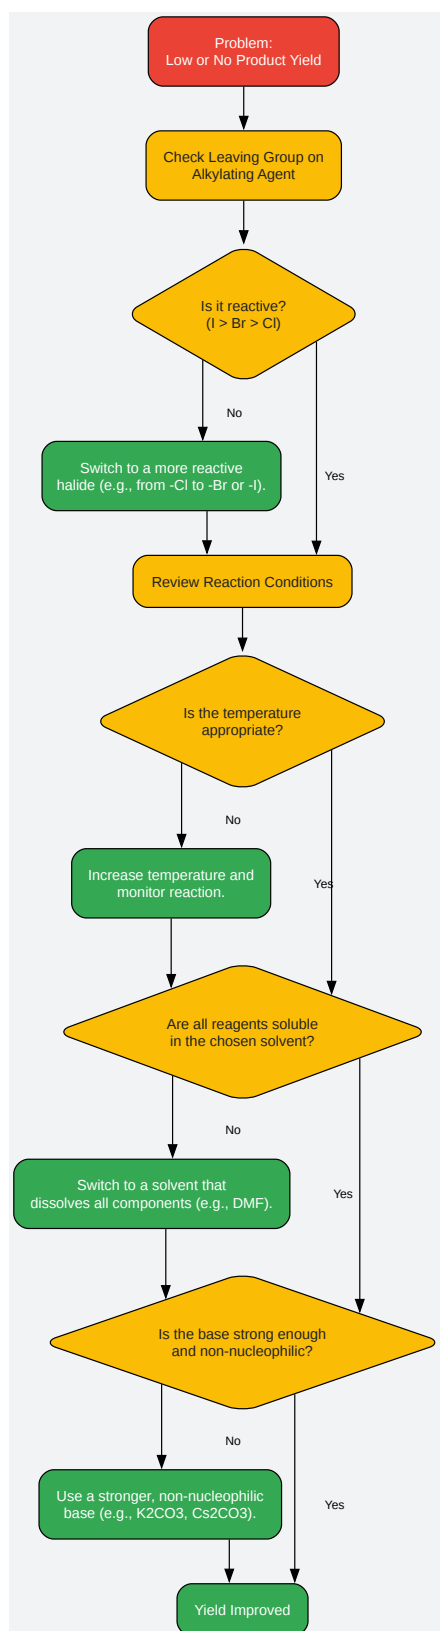 Problem:
Low or No Product Yield
Check Leaving Group on
Alkylating Agent
Is it reactive?
(I > Br > Cl)
No
Switch to a more reactive
halide (e.g., from -Cl to -Br or -I).
Yes
Review Reaction Conditions
Is the temperature
appropriate?
No
Increase temperature and
monitor reaction.
Yes
Are all reagents soluble
in the chosen solvent?
No
Switch to a solvent that
dissolves all components (e.g., DMF).
Yes
Is the base strong enough
and non-nucleophilic?
No
Use a stronger, non-nucleophilic
base (e.g., K2CO3, Cs2CO3).
Yes
Yield Improved